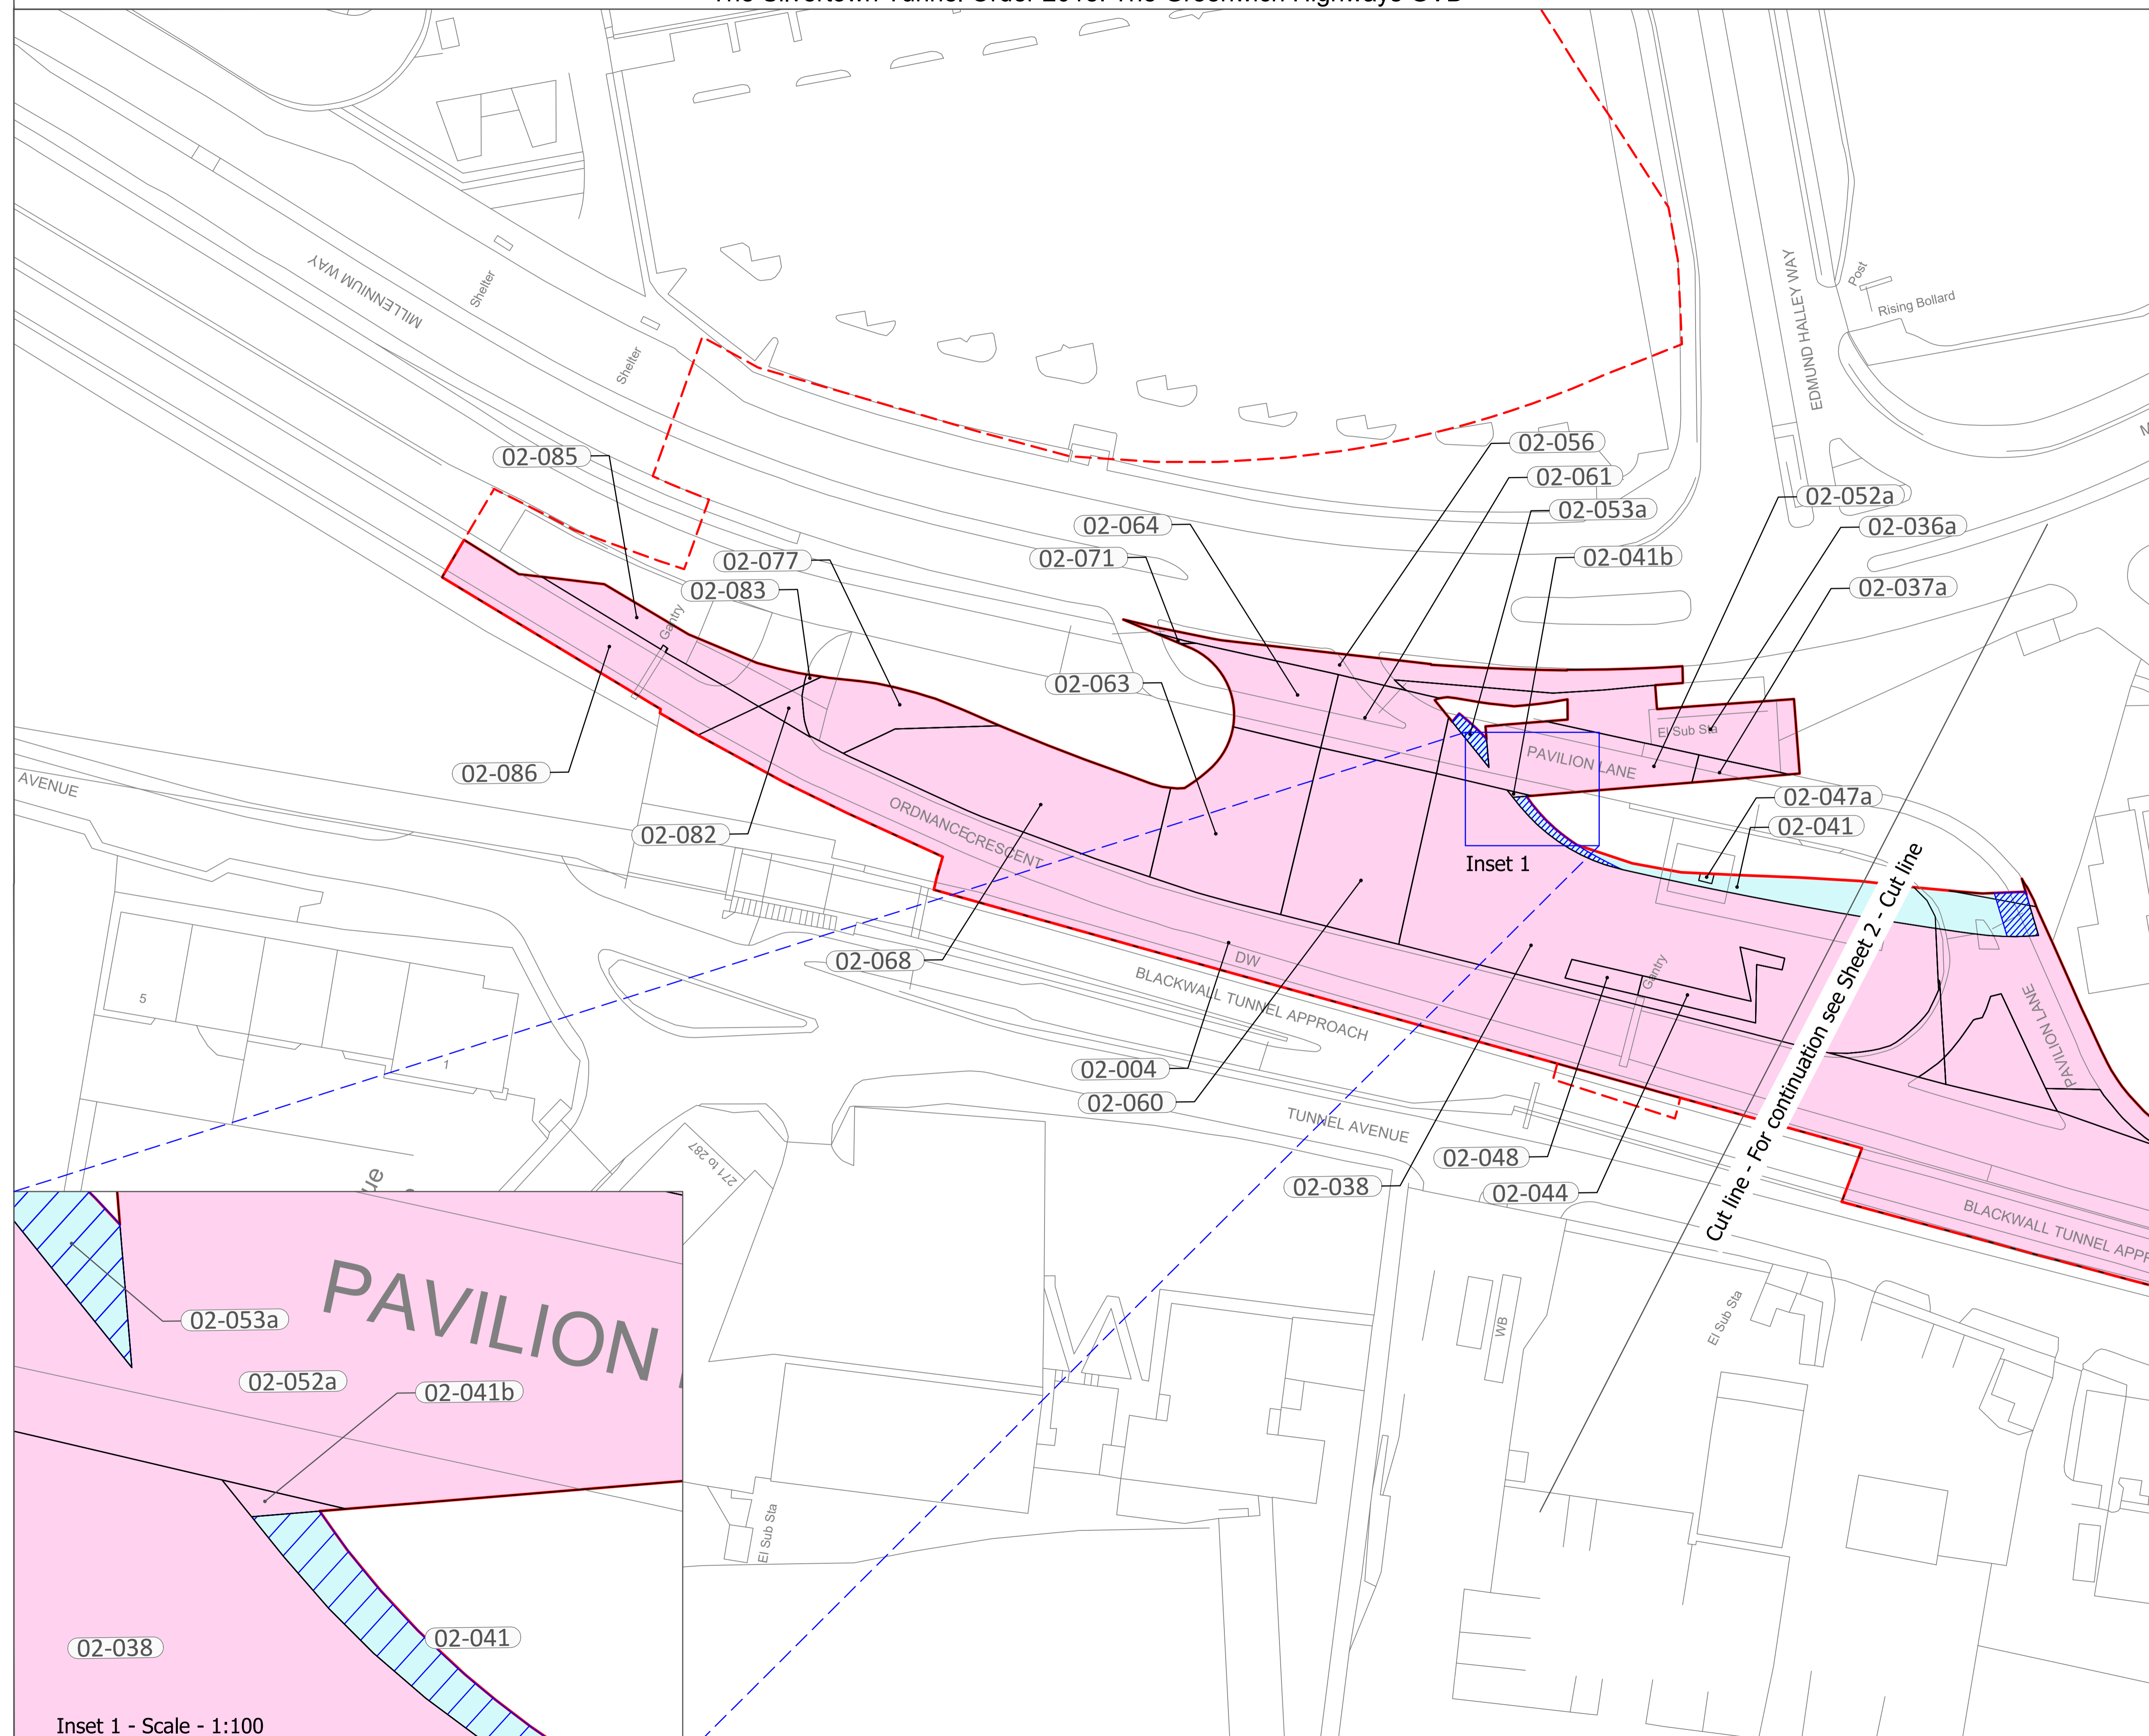 MILLENNIUM WAY
Shelter
Shelter
EDMUND HALLEY WAY
Post
Rising Bollard
02-085
02-056
02-061
02-053a
02-052a
02-064
02-036a
02-071
02-077
02-041b
02-083
02-037a
Gantry
02-063
El Sub Sta
PAVILION LANE
02-086
AVENUE
02-082
ORDNANCE CRESCENT
02-047a
02-041
Inset 1
02-068
DW
BLACKWALL TUNNEL APPROACH
Gantry
PAVILION LANE
5
1
02-004
02-060
TUNNEL AVENUE
02-048
02-038
02-044
Cut line - For continuation see Sheet 2 - Cut line
BLACKWALL TUNNEL APP
271 to 287
ue
El Sub Sta
WB
El Sub Sta
PAVILION
02-053a
02-052a
02-041b
02-038
02-041
Inset 1 - Scale - 1:100